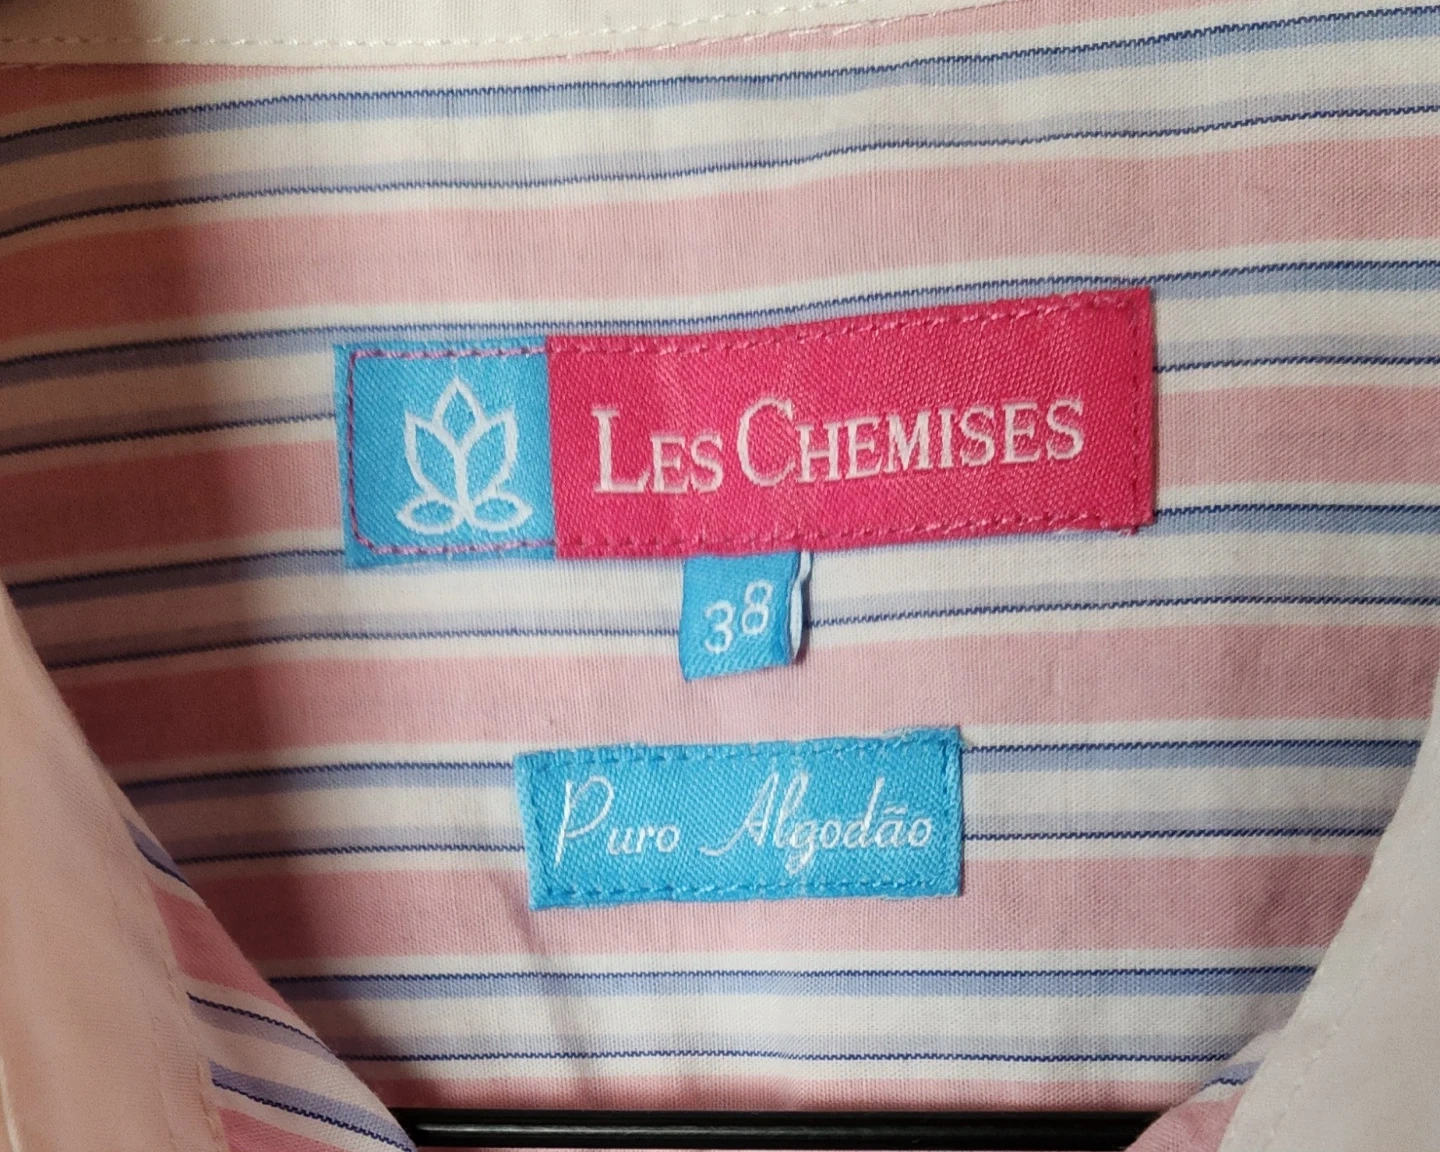 LES CHEMISES
38
Puro Algodão